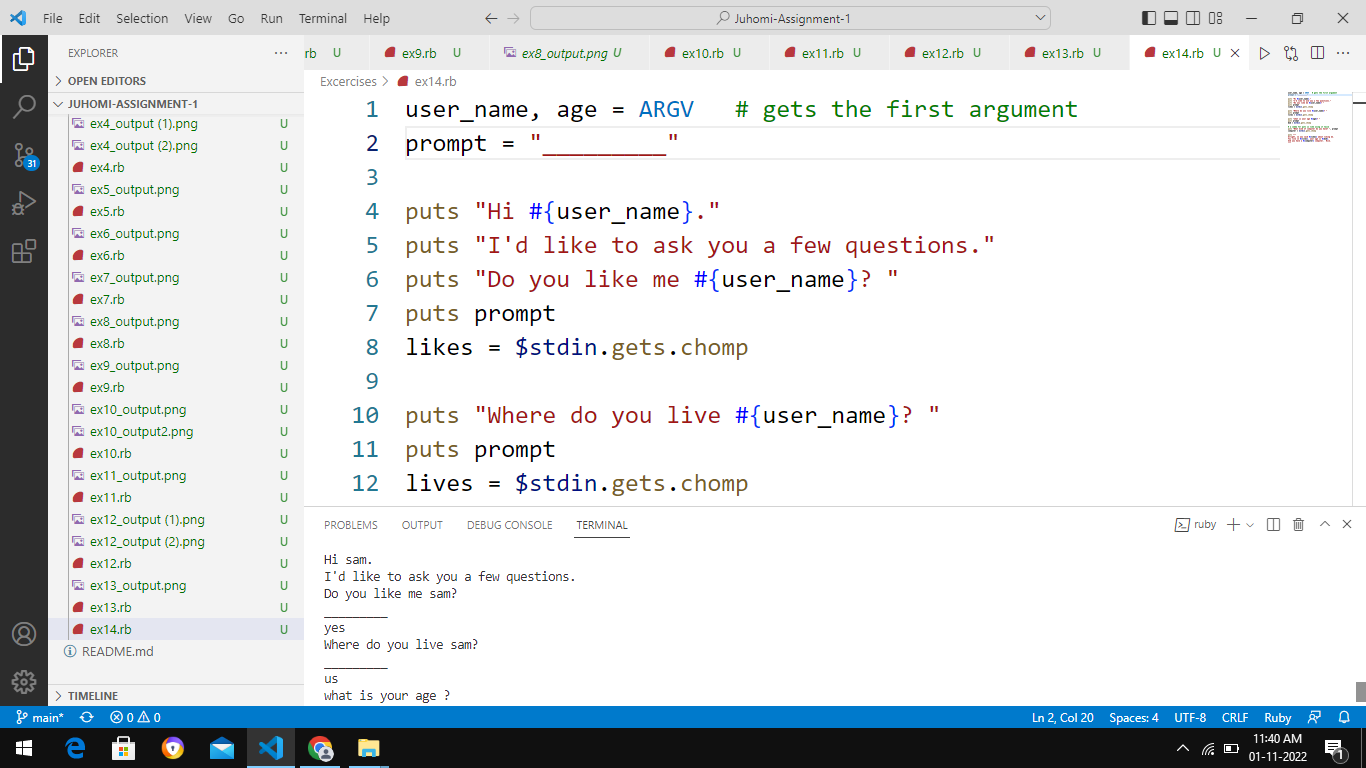 File Edit Selection View Go Run Terminal Help
Juhomi-Assignment-1
EXPLORER
rb U
ex9.rb U
ex8_output.png U
ex10.rb U
ex11.rb U
ex12.rb U
ex13.rb U
ex14.rb U
OPEN EDITORS
JUHOMI-ASSIGNMENT-1
ex4_output (1).png U
ex4_output (2).png U
ex4.rb U
ex5_output.png U
ex5.rb U
ex6_output.png U
ex6.rb U
ex7_output.png U
ex7.rb U
ex8_output.png U
ex8.rb U
ex9_output.png U
ex9.rb U
ex10_output.png U
ex10_output2.png U
ex10.rb U
ex11_output.png U
ex11.rb U
ex12_output (1).png U
ex12_output (2).png U
ex12.rb U
ex13_output.png U
ex13.rb U
ex14.rb U
README.md
TIMELINE
31
Excercises > ex14.rb
1 user_name, age = ARGV   # gets the first argument
2 prompt = "_________"
3
4 puts "Hi #{user_name}."
5 puts "I'd like to ask you a few questions."
6 puts "Do you like me #{user_name}? "
7 puts prompt
8 likes = $stdin.gets.chomp
9
10 puts "Where do you live #{user_name}? "
11 puts prompt
12 lives = $stdin.gets.chomp
PROBLEMS OUTPUT DEBUG CONSOLE TERMINAL
ruby
Hi sam.
I'd like to ask you a few questions.
Do you like me sam?
_________
yes
Where do you live sam?
_________
us
what is your age ?
main* 0 0
Ln 2, Col 20 Spaces: 4 UTF-8 CRLF Ruby
11:40 AM
01-11-2022
1